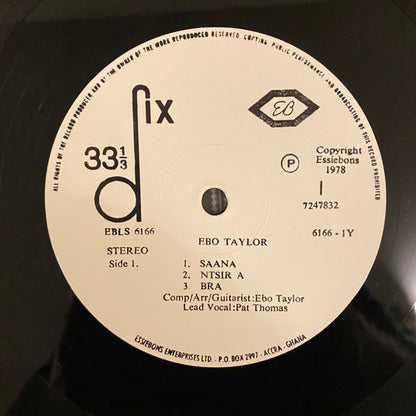 ALL RIGHTS OF THE RECORD PRODUCER AND BY THE OWNER OF THE WORK REPRODUCED RESERVED. COPYING, PUBLIC PERFORMANCE AND BROADCASTING OF THIS RECORD PROHIBITED
dix
EB
33 1/3
Copyright
Essiebons
1978
P
I
7247832
EBLS 6166
6166 - 1Y
STEREO
EBO TAYLOR
Side 1.
1. SAANA
2. NTSIR A
3 BRA
Comp/Arr/Guitarist:Ebo Taylor
Lead Vocal:Pat Thomas
ESSIEBONS ENTERPRISES LTD. - P.O. BOX 2997 - ACCRA - GHANA